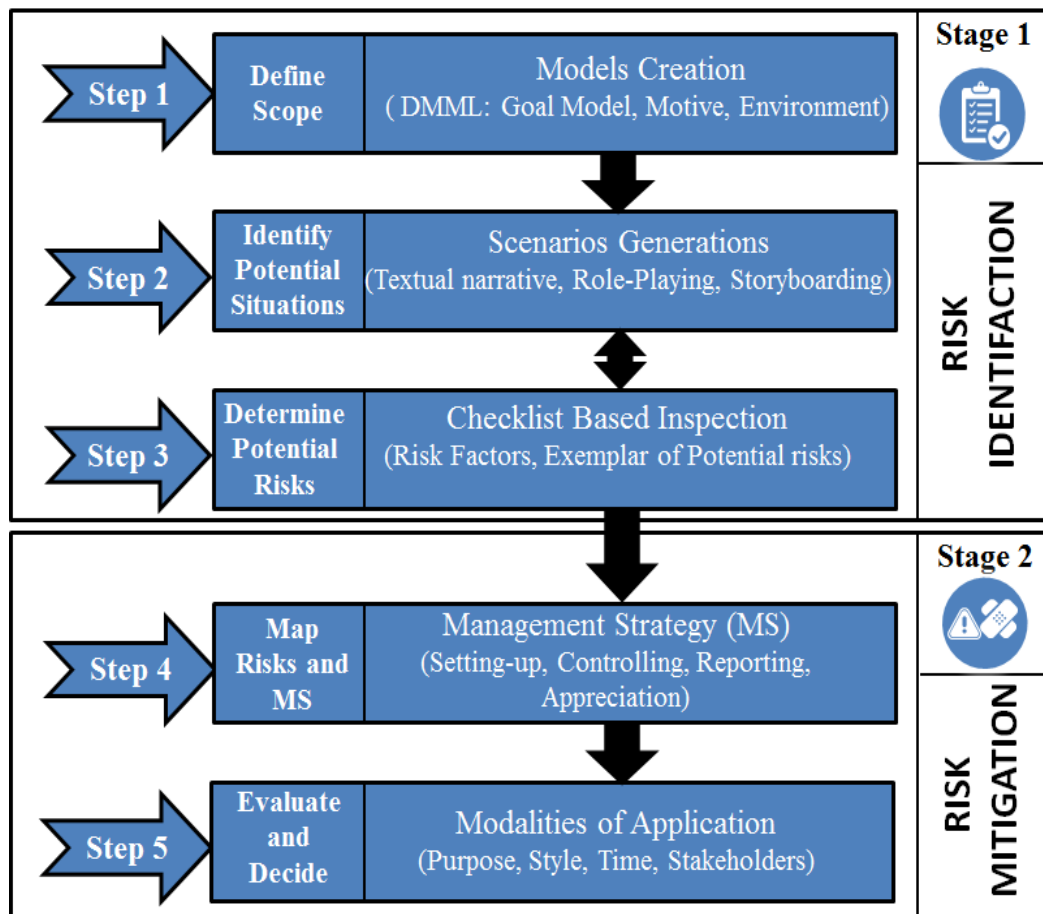 Stage 1
Step 1
Define
Scope
Models Creation
( DMML: Goal Model, Motive, Environment)
Step 2
Identify
Potential
Situations
Scenarios Generations
(Textual narrative, Role-Playing, Storyboarding)
Step 3
Determine
Potential
Risks
Checklist Based Inspection
(Risk Factors, Exemplar of Potential risks)
RISK
IDENTIFACTION
Stage 2
Step 4
Map
Risks and
MS
Management Strategy (MS)
(Setting-up, Controlling, Reporting,
Appreciation)
Step 5
Evaluate
and
Decide
Modalities of Application
(Purpose, Style, Time, Stakeholders)
RISK
MITIGATION